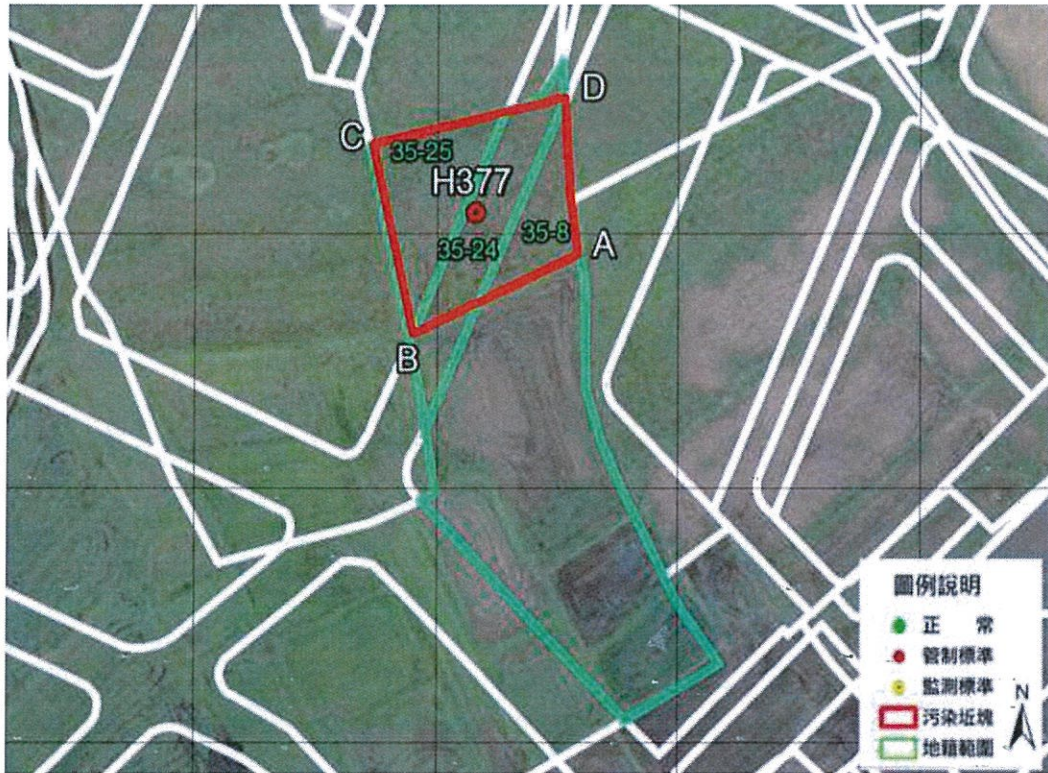 D
C
35-25
H377
35-8
A
35-24
B
圖例說明
正 常
管制標準
監測標準
污染坵塊
地籍範圍
N